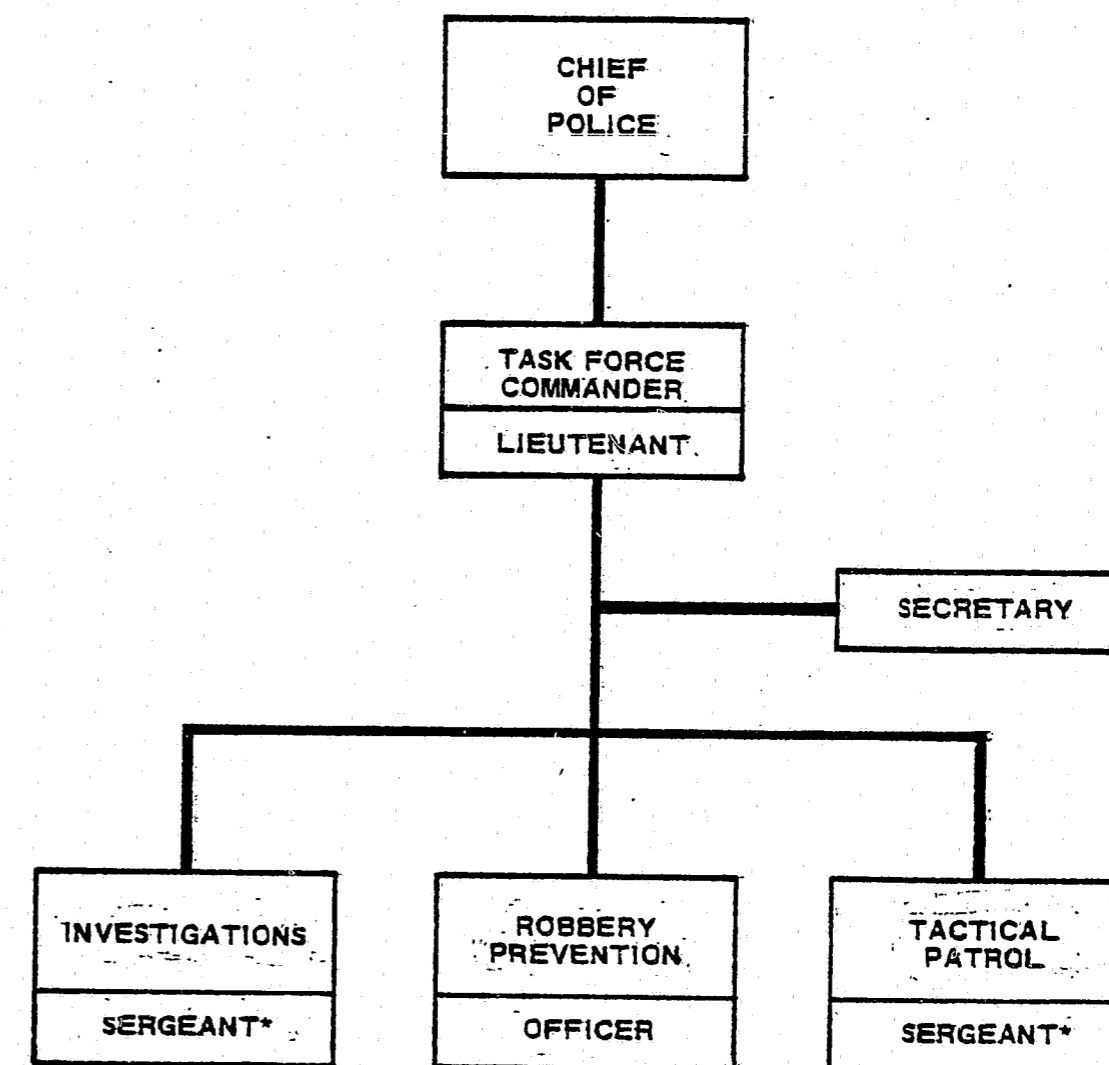 CHIEF
OF
POLICE
TASK FORCE
COMMANDER
LIEUTENANT
SECRETARY
INVESTIGATIONS
SERGEANT*
ROBBERY
PREVENTION
OFFICER
TACTICAL
PATROL
SERGEANT*